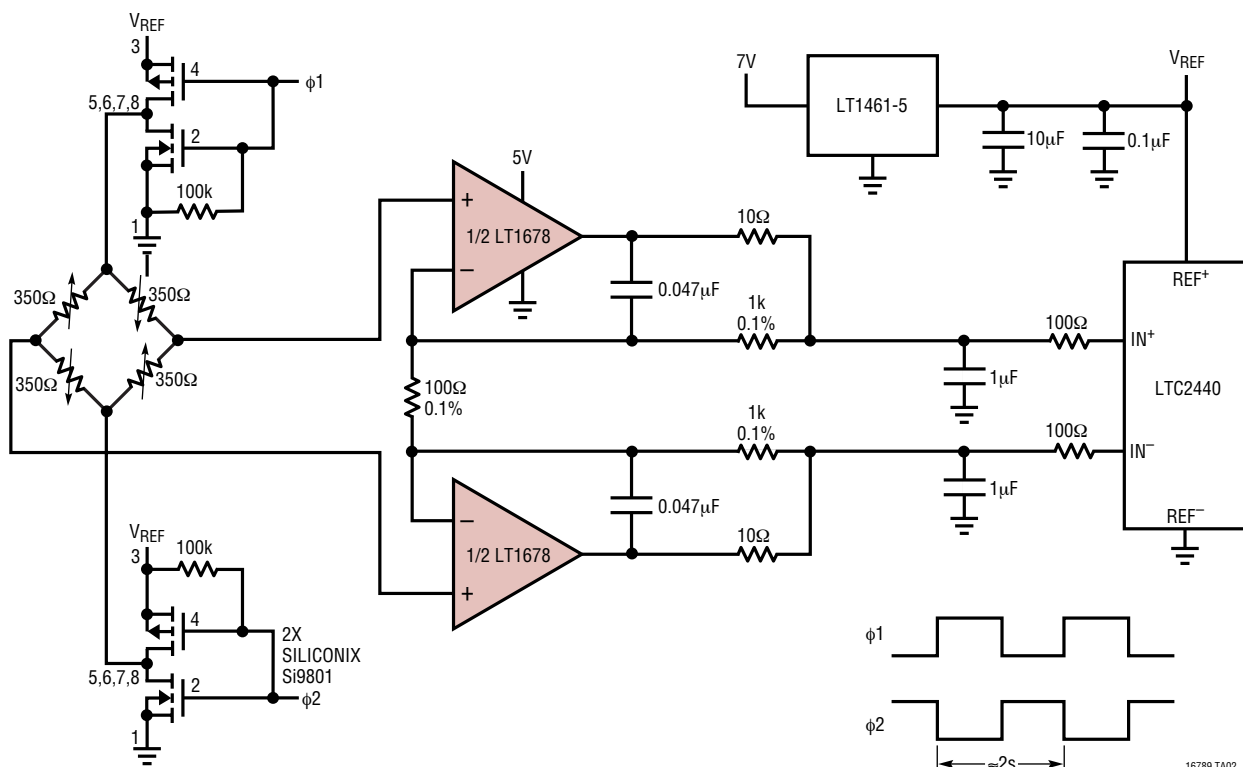 VREF
3
4
ϕ1
5,6,7,8
2
100k
1
350Ω
350Ω
350Ω
350Ω
VREF
3
100k
4
2X
SILICONIX
Si9801
5,6,7,8
2
ϕ2
1
5V
+
1/2 LT1678
–
0.047µF
10Ω
1k
0.1%
100Ω
0.1%
1k
0.1%
–
1/2 LT1678
+
0.047µF
10Ω
7V
LT1461-5
10µF
0.1µF
VREF
REF+
100Ω
IN+
1µF
LTC2440
100Ω
IN–
1µF
REF–
ϕ1
ϕ2
≈2s
16789 TA02